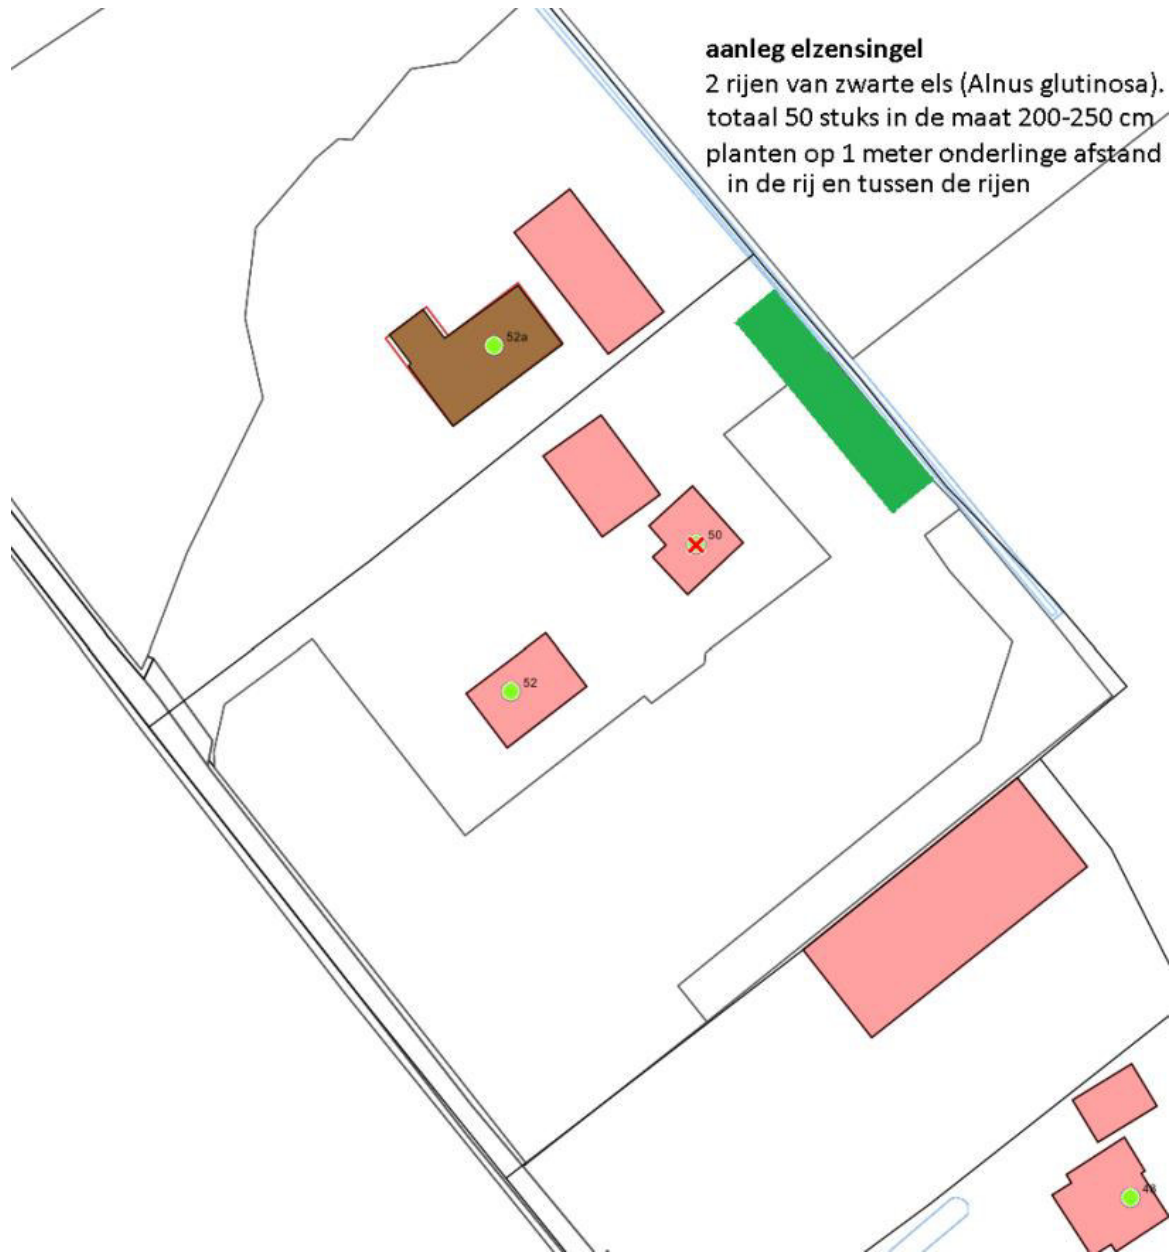 aanleg elzensingel
2 rijen van zwarte els (Alnus glutinosa).
totaal 50 stuks in de maat 200-250 cm
planten op 1 meter onderlinge afstand
in de rij en tussen de rijen
52a
50
52
48